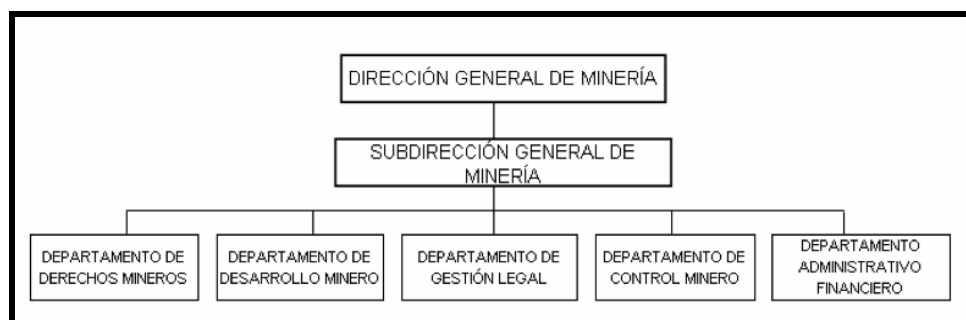 DIRECCIÓN GENERAL DE MINERÍA
SUBDIRECCIÓN GENERAL DE
MINERÍA
DEPARTAMENTO DE
DERECHOS MINEROS
DEPARTAMENTO DE
DESARROLLO MINERO
DEPARTAMENTO DE
GESTIÓN LEGAL
DEPARTAMENTO DE
CONTROL MINERO
DEPARTAMENTO
ADMINISTRATIVO
FINANCIERO